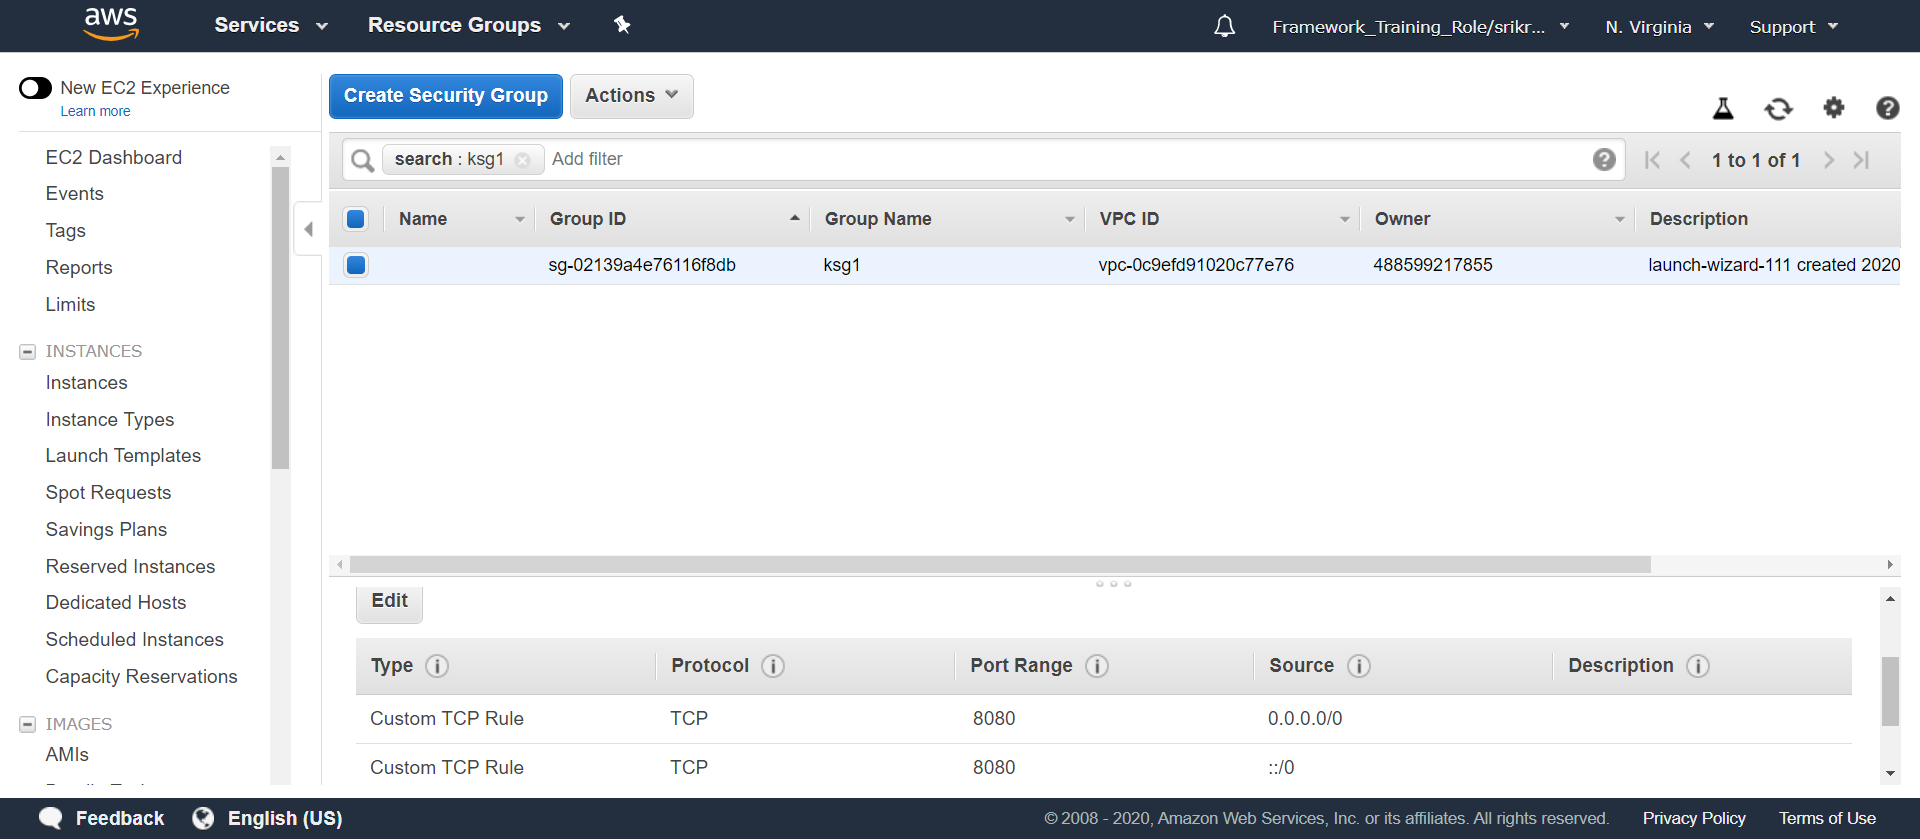 aws
Services
Resource Groups
Framework_Training_Role/srikr...
N. Virginia
Support
New EC2 Experience
Learn more
EC2 Dashboard
Events
Tags
Reports
Limits
INSTANCES
Instances
Instance Types
Launch Templates
Spot Requests
Savings Plans
Reserved Instances
Dedicated Hosts
Scheduled Instances
Capacity Reservations
IMAGES
AMIs
Create Security Group
Actions
search : ksg1
Add filter
1 to 1 of 1
Name
Group ID
Group Name
VPC ID
Owner
Description
sg-02139a4e76116f8db
ksg1
vpc-0c9efd91020c77e76
488599217855
launch-wizard-111 created 2020
Edit
Type
Protocol
Port Range
Source
Description
Custom TCP Rule
TCP
8080
0.0.0.0/0
Custom TCP Rule
TCP
8080
::/0
Feedback
English (US)
© 2008 - 2020, Amazon Web Services, Inc. or its affiliates. All rights reserved.
Privacy Policy
Terms of Use